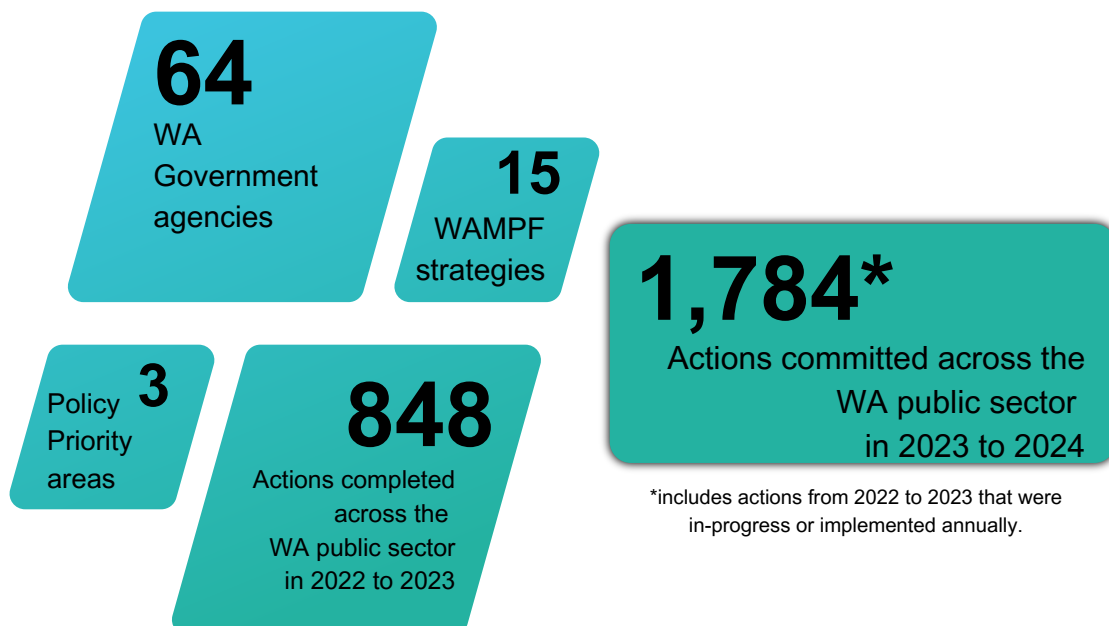 64
WA
Government
agencies
15
WAMPF
strategies
3
Policy
Priority
areas
848
Actions completed
across the
WA public sector
in 2022 to 2023
1,784*
Actions committed across the
WA public sector
in 2023 to 2024
*includes actions from 2022 to 2023 that were
in-progress or implemented annually.